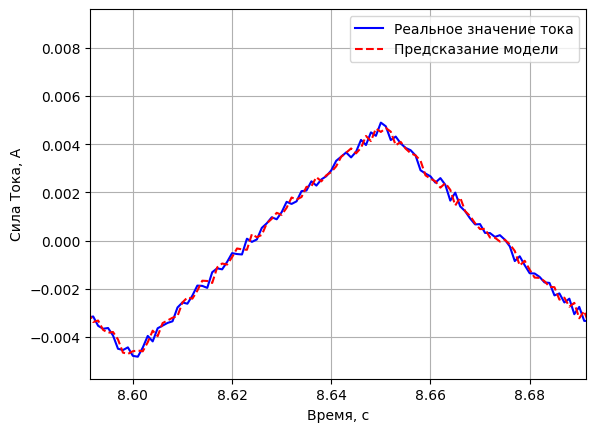 Реальное значение тока
Предсказание модели
0.008
0.006
0.004
0.002
0.000
−0.002
−0.004
Сила Тока, А
8.60 8.62 8.64 8.66 8.68
Время, с